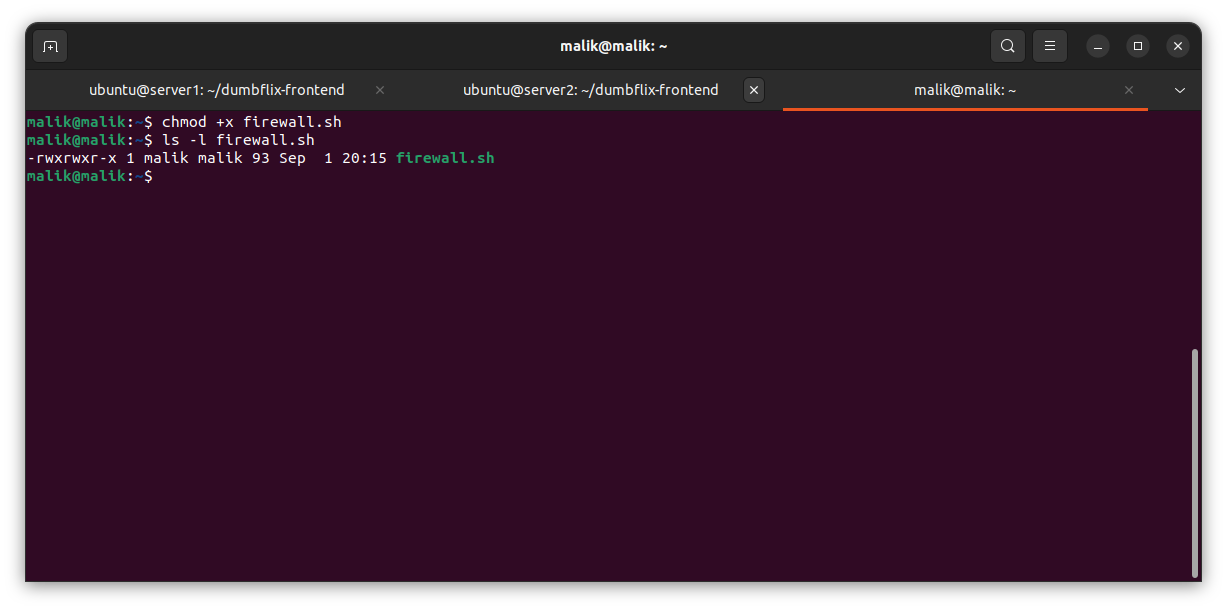 malik@malik: ~
ubuntu@server1: ~/dumbflix-frontend
ubuntu@server2: ~/dumbflix-frontend
malik@malik: ~
malik@malik:~$ chmod +x firewall.sh
malik@malik:~$ ls -l firewall.sh
-rwxrwxr-x 1 malik malik 93 Sep  1 20:15 firewall.sh
malik@malik:~$